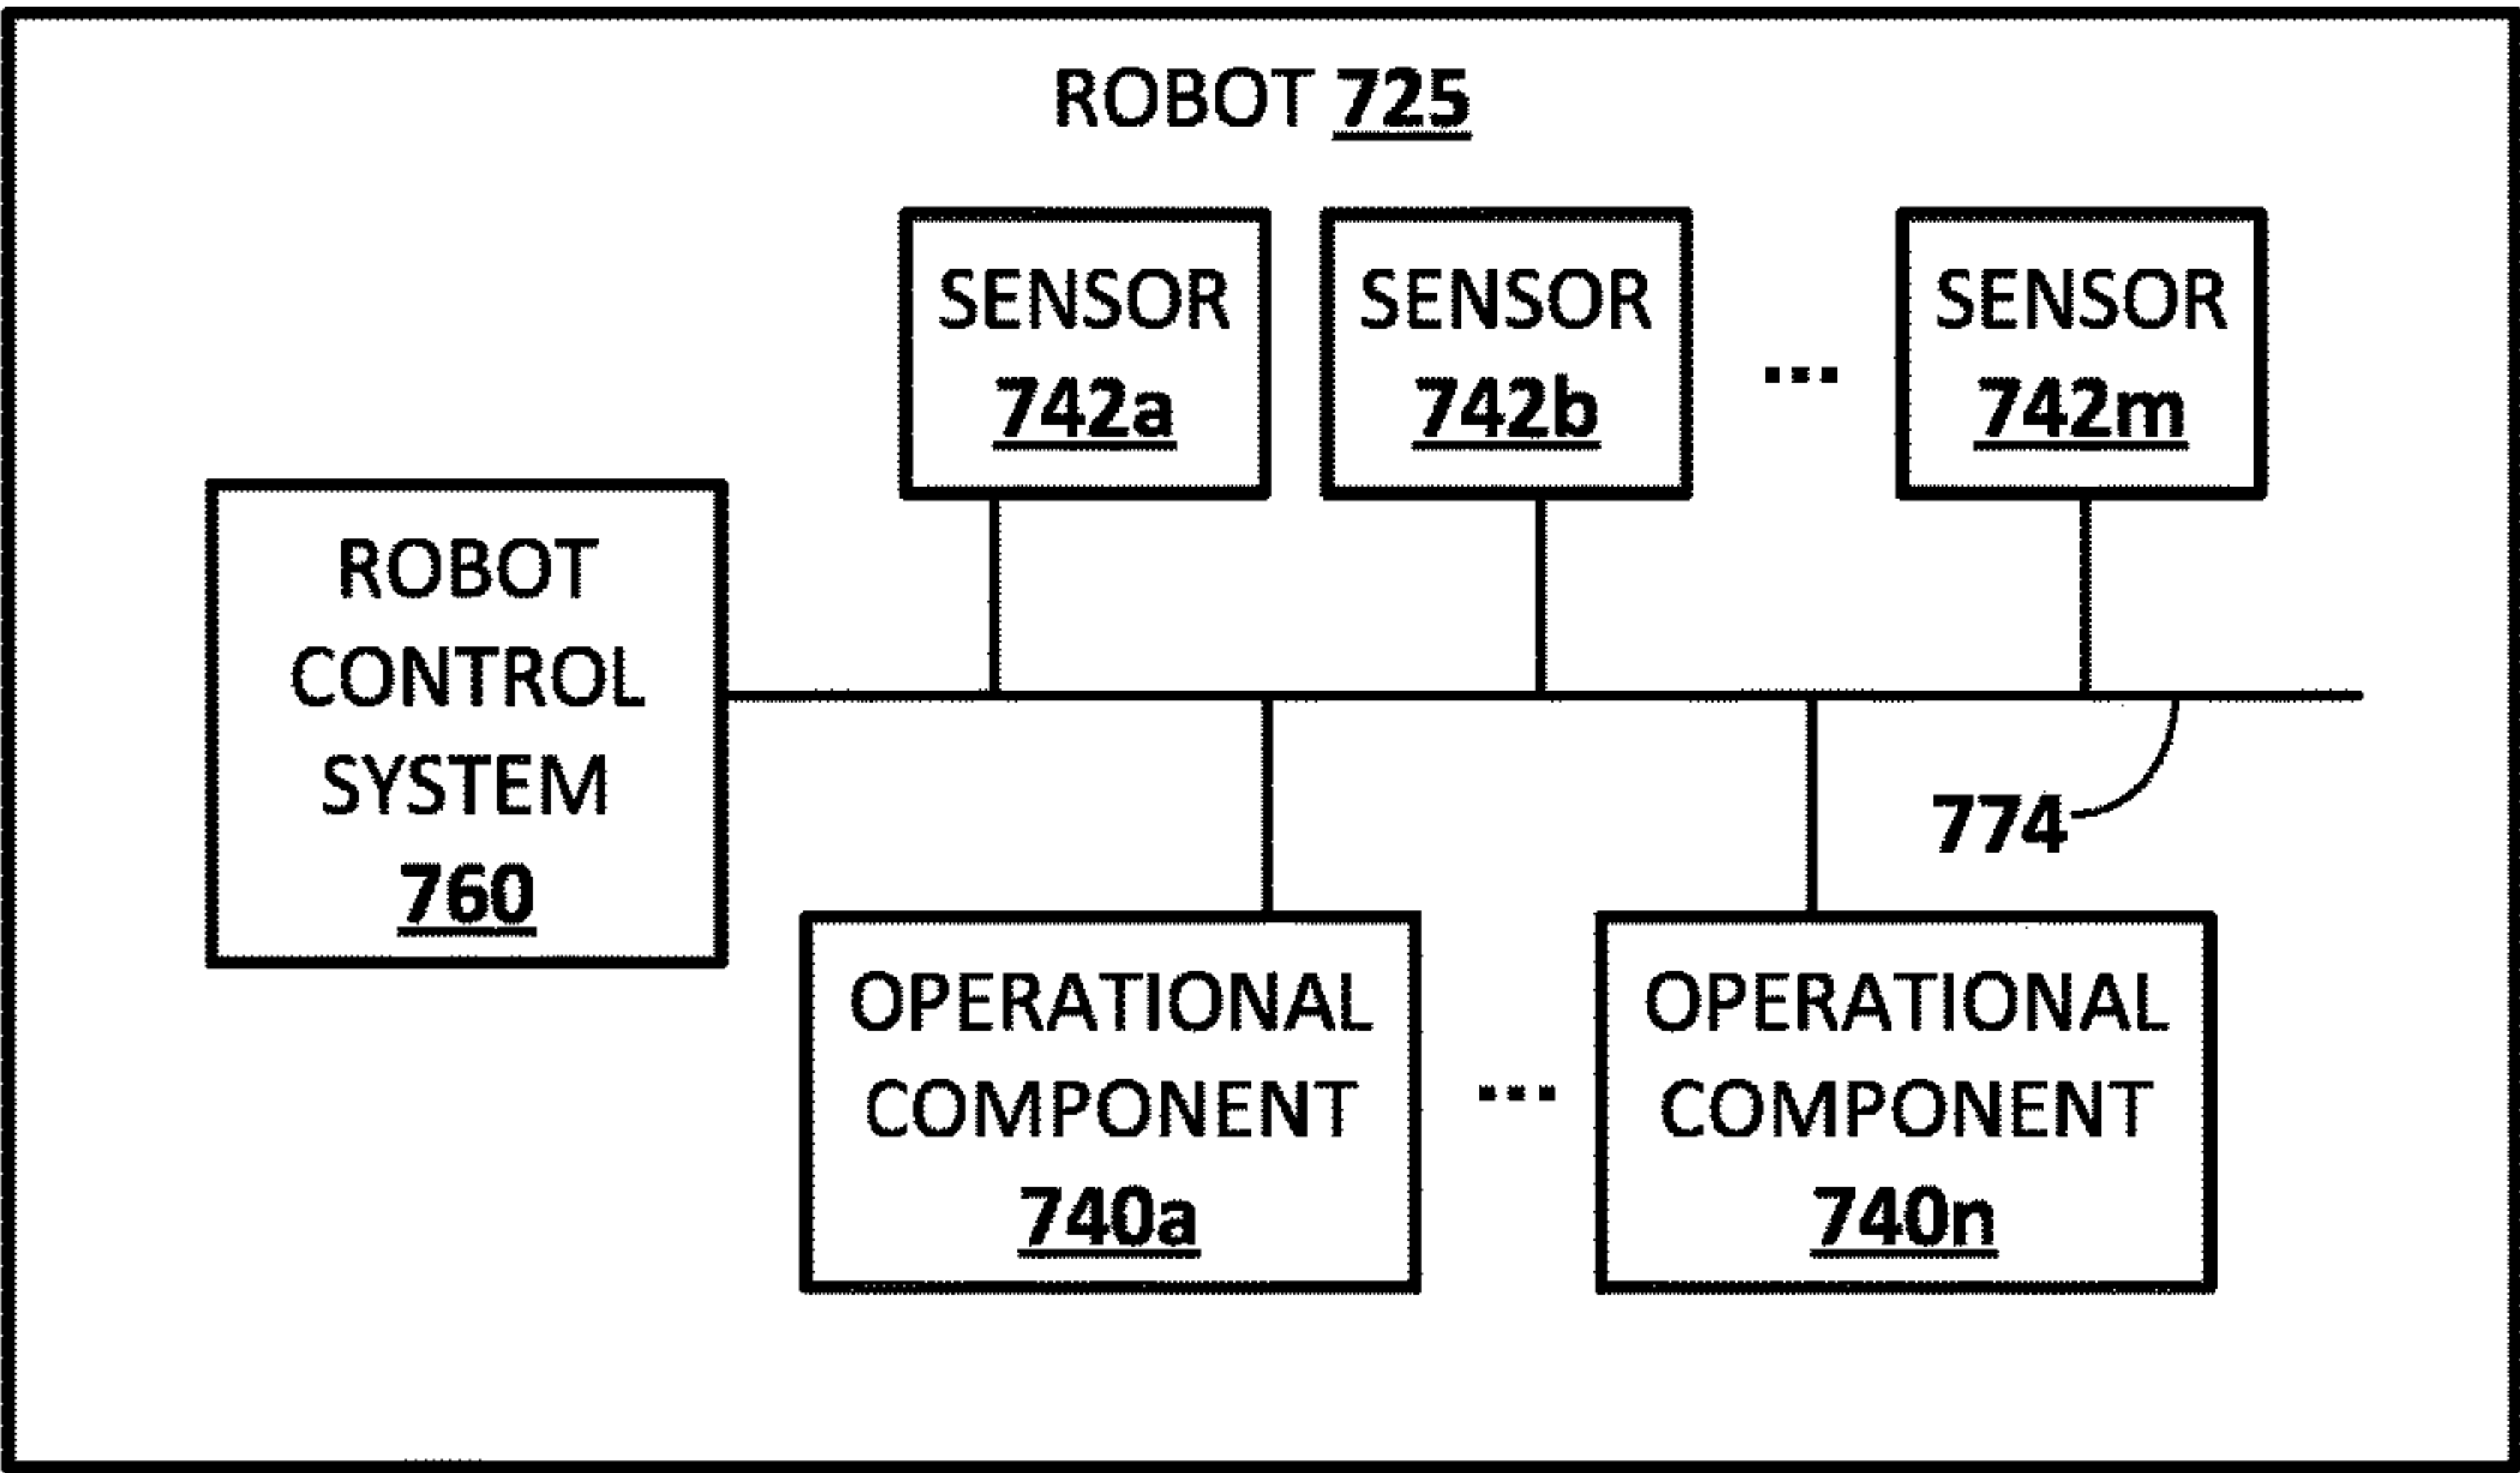 ROBOT 725
SENSOR
742a
SENSOR
742b
...
SENSOR
742m
ROBOT
CONTROL
SYSTEM
760
774
OPERATIONAL
COMPONENT
740a
...
OPERATIONAL
COMPONENT
740n